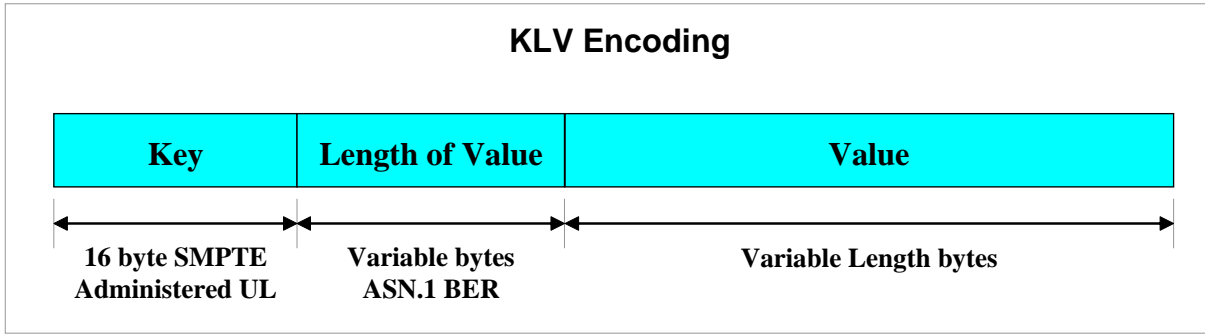 KLV Encoding
Key
Length of Value
Value
16 byte SMPTE
Administered UL
Variable bytes
ASN.1 BER
Variable Length bytes